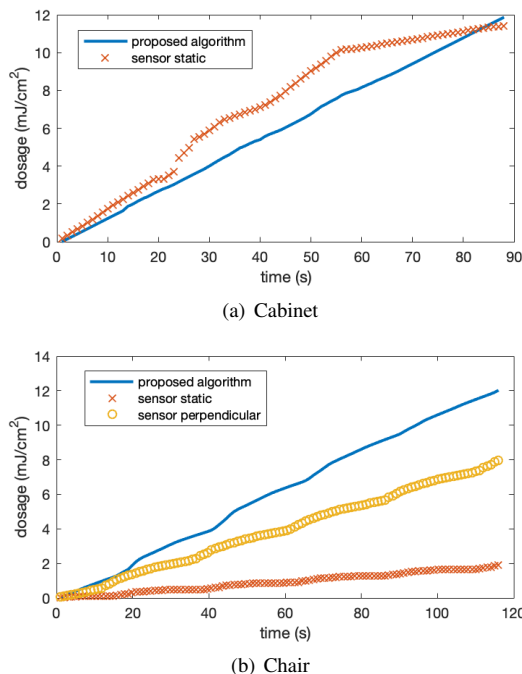 12
10
8
6
4
2
0
dosage (mJ/cm²)
proposed algorithm
sensor static
0 10 20 30 40 50 60 70 80 90
time (s)
(a) Cabinet
14
12
10
8
6
4
2
0
dosage (mJ/cm²)
proposed algorithm
sensor static
sensor perpendicular
0 20 40 60 80 100 120
time (s)
(b) Chair